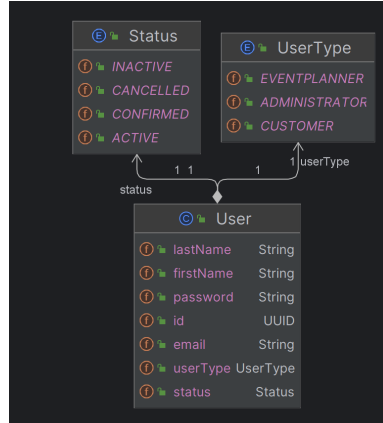 E Status
f INACTIVE
f CANCELLED
f CONFIRMED
f ACTIVE
E UserType
f EVENTPLANNER
f ADMINISTRATOR
f CUSTOMER
1 1 1 1 userType
status
C User
f lastName String
f firstName String
f password String
f id UUID
f email String
f userType UserType
f status Status